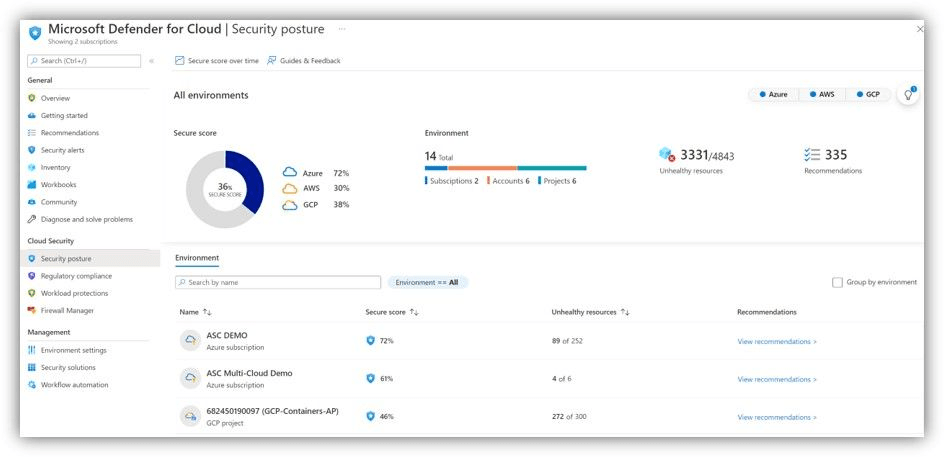 Microsoft Defender for Cloud | Security posture ...
Showing 2 subscriptions
Search (Ctrl+/) «
General
Overview
Getting started
Recommendations
Security alerts
Inventory
Workbooks
Community
Diagnose and solve problems
Cloud Security
Security posture
Regulatory compliance
Workload protections
Firewall Manager
Management
Environment settings
Security solutions
Workflow automation
Secure score over time Guides & Feedback
All environments
Azure AWS GCP
1
Secure score
36%
SECURE SCORE
Azure 72%
AWS 30%
GCP 38%
Environment
14 Total
Subscriptions 2 Accounts 6 Projects 6
3331/4843
Unhealthy resources
335
Recommendations
Environment
Search by name
Environment == All
Group by environment
Name ↑↓ Secure score ↑↓ Unhealthy resources ↑↓ Recommendations
ASC DEMO
Azure subscription
72% 89 of 252 View recommendations >
ASC Multi-Cloud Demo
Azure subscription
61% 4 of 6 View recommendations >
682450190097 (GCP-Containers-AP)
GCP project
46% 272 of 300 View recommendations >